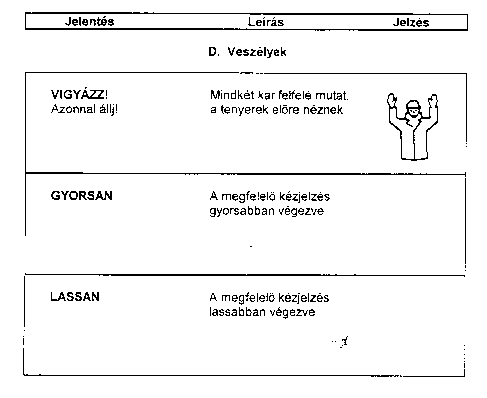 Jelentés Leírás Jelzés
D. Veszélyek
VIGYÁZZ! Mindkét kar felfelé mutat,
Azonnal állj! a tenyerek előre néznek
GYORSAN A megfelelő kézjelzés
gyorsabban végezve
LASSAN A megfelelő kézjelzés
lassabban végezve